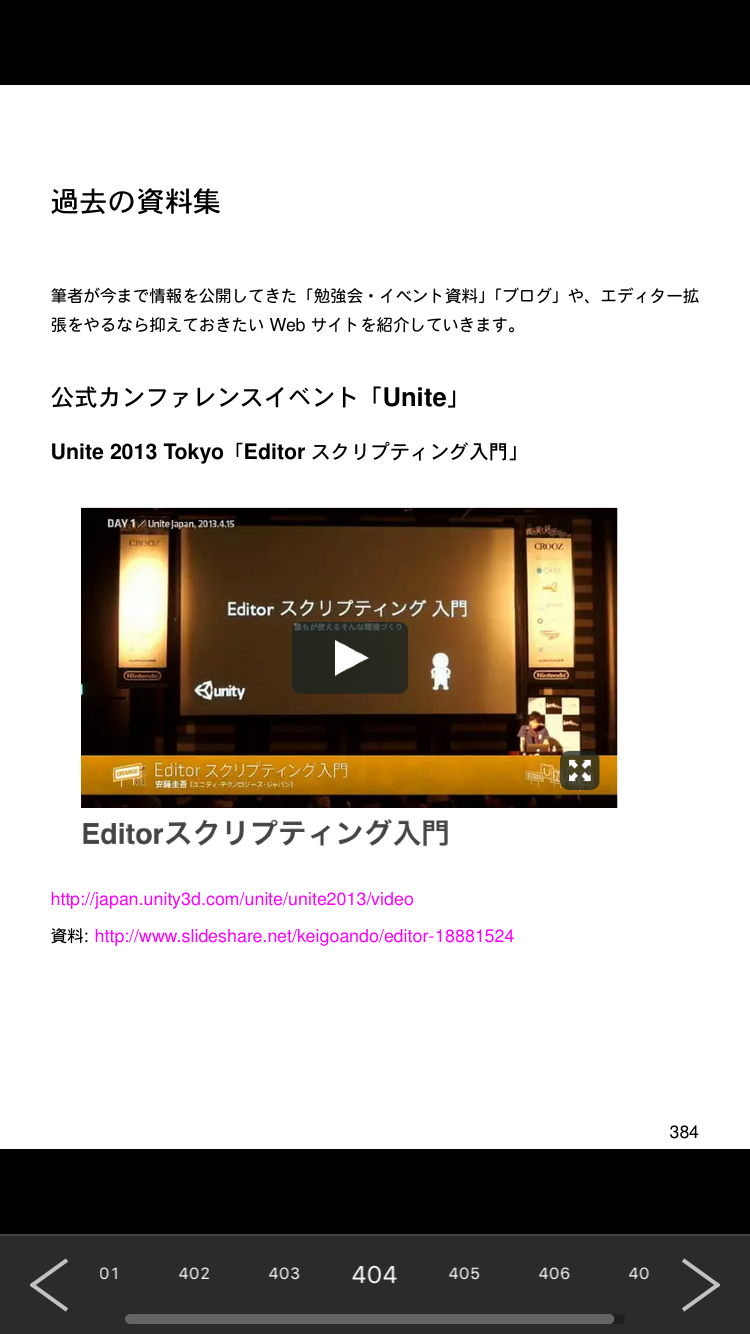 過去の資料集
筆者が今まで情報を公開してきた「勉強会・イベント資料」「ブログ」や、エディター拡
張をやるなら抑えておきたい Web サイトを紹介していきます。
公式カンファレンスイベント「Unite」
Unite 2013 Tokyo「Editor スクリプティング入門」
DAY 1 / Unite Japan, 2013.4.15
CROOZ
CROOZ
Editor スクリプティング 入門
誰もが使えるそんな環境づくり
unity
Nintendo
Nintendo
Editor スクリプティング入門
安藤圭吾 (ユニティ・テクノロジーズ・ジャパン)
Editorスクリプティング入門
http://japan.unity3d.com/unite/unite2013/video
資料: http://www.slideshare.net/keigoando/editor-18881524
384
01 402 403 404 405 406 40